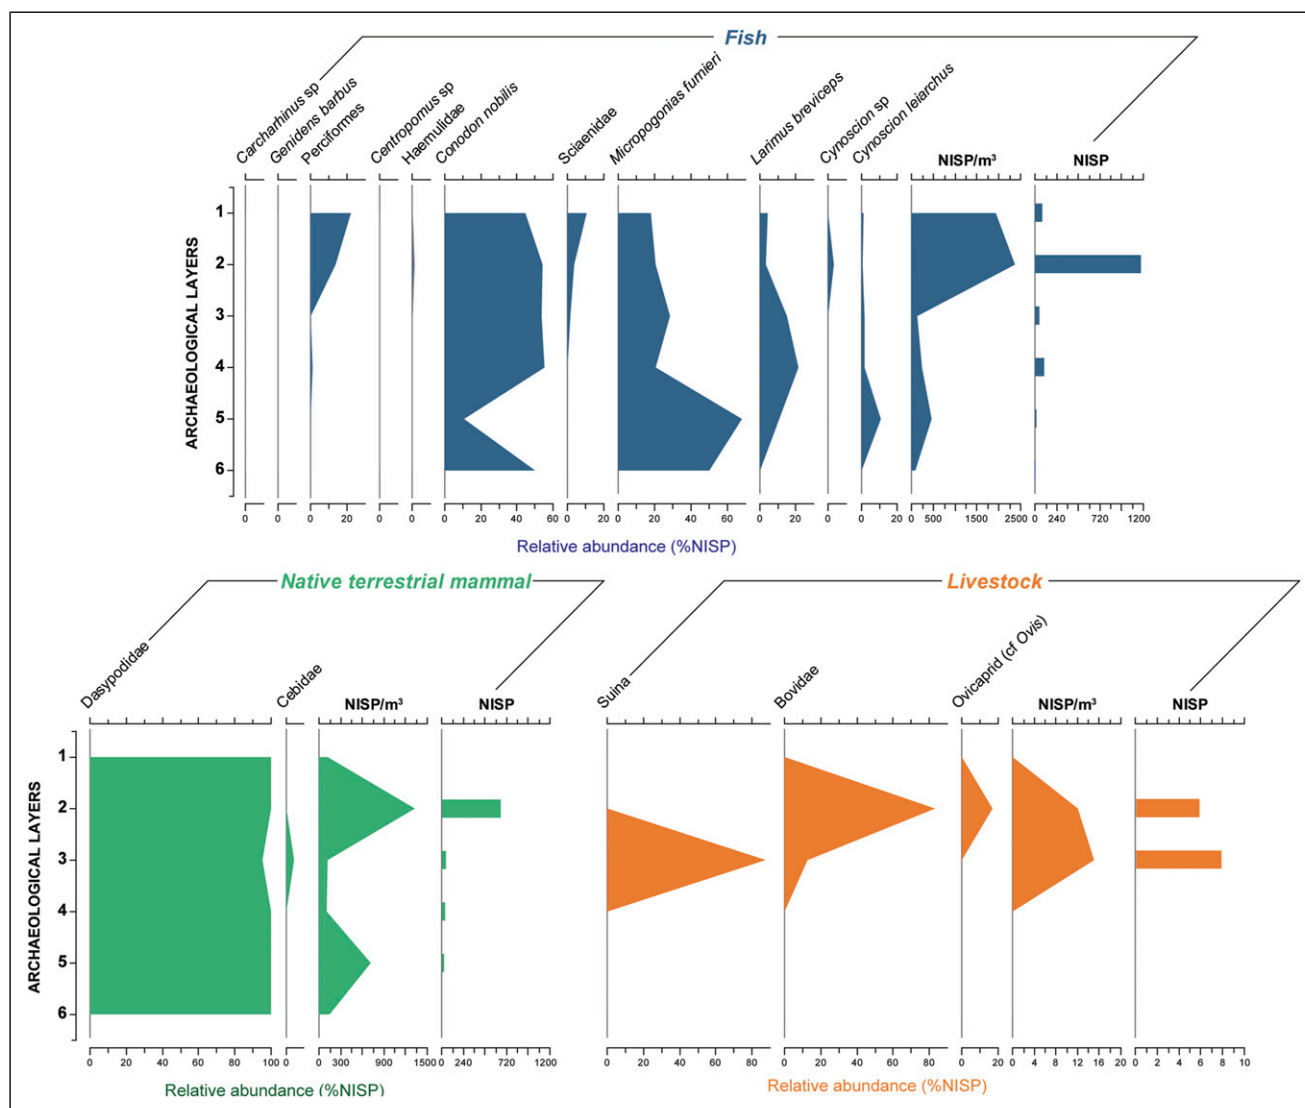 Fish
Carcharhinus sp
Genidens barbus
Perciformes
Centropomus sp
Haemulidae
Conodon nobilis
Sciaenidae
Micropogonias furnieri
Larimus breviceps
Cynoscion sp
Cynoscion leiarchus
NISP/m³
NISP
ARCHAEOLOGICAL LAYERS
1
2
3
4
5
6
0 0 0 20 0 0 0 20 40 60 0 20 0 20 40 60 0 20 0 0 20 0 500 1500 2500 0 240 720 1200
Relative abundance (%NISP)
Native terrestrial mammal
Dasypodidae
Cebidae
NISP/m³
NISP
ARCHAEOLOGICAL LAYERS
1
2
3
4
5
6
0 20 40 60 80 100 0 0 300 900 1500 0 240 720 1200
Relative abundance (%NISP)
Livestock
Suina
Bovidae
Ovicaprid (cf Ovis)
NISP/m³
NISP
0 20 40 60 80 0 20 40 60 80 0 20 0 4 8 12 16 20 0 2 4 6 8 10
Relative abundance (%NISP)